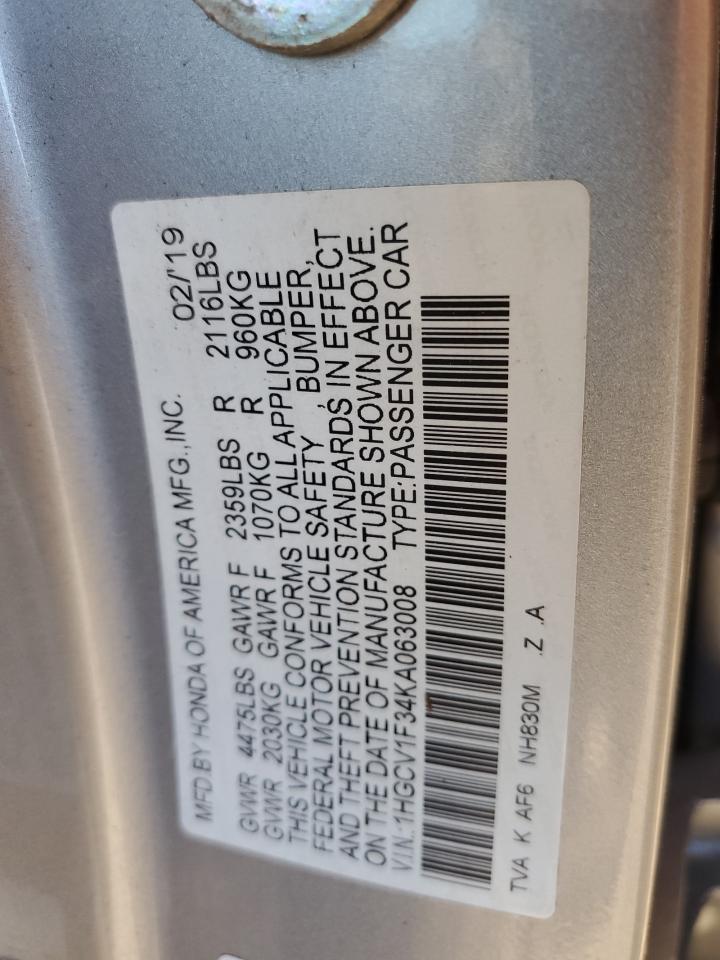 MFD BY HONDA OF AMERICA MFG.,INC. 02/'19
GVWR 4475LBS GAWR F 2359LBS R 2116LBS
GVWR 2030KG GAWR F 1070KG R 960KG
THIS VEHICLE CONFORMS TO ALL APPLICABLE
FEDERAL MOTOR VEHICLE SAFETY , BUMPER,
AND THEFT PREVENTION STANDARDS IN EFFECT
ON THE DATE OF MANUFACTURE SHOWN ABOVE.
V.I.N.:1HGCV1F34KA063008 TYPE:PASSENGER CAR
TVA K AF6 NH830M .Z .A